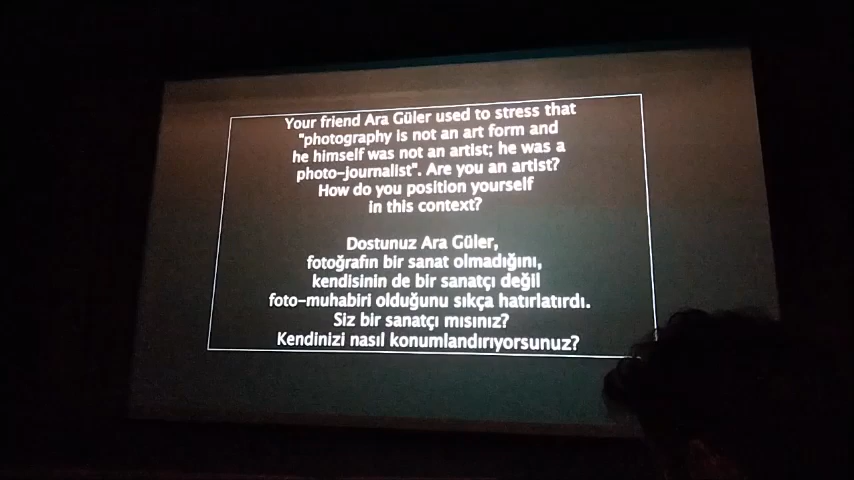 Your friend Ara Güler used to stress that
"photography is not an art form and
he himself was not an artist; he was a
photo-journalist". Are you an artist?
How do you position yourself
in this context?
Dostunuz Ara Güler,
fotoğrafın bir sanat olmadığını,
kendisinin de bir sanatçı değil
foto-muhabiri olduğunu sıkça hatırlatırdı.
Siz bir sanatçı mısınız?
Kendinizi nasıl konumlandırıyorsunuz?